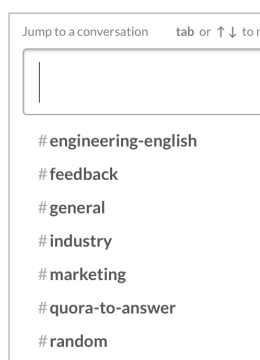 Jump to a conversation tab or ↑ ↓ to
#engineering-english
#feedback
#general
#industry
#marketing
#quora-to-answer
#random